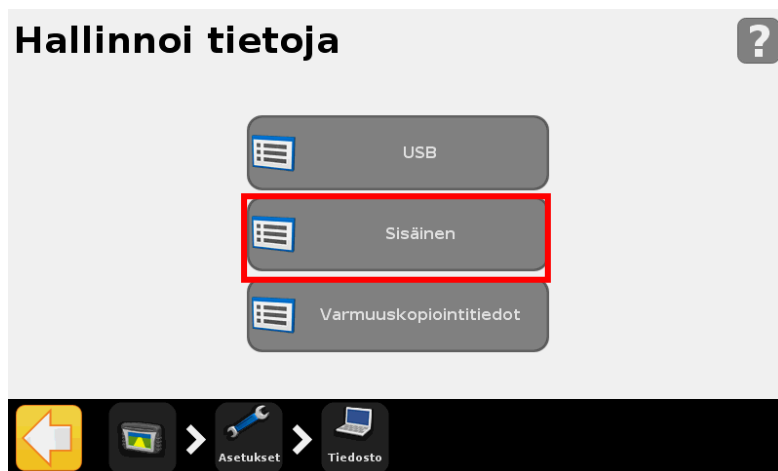 Hallinnoi tietoja
?
USB
Sisäinen
Varmuuskopiointitiedot
Asetukset
Tiedosto